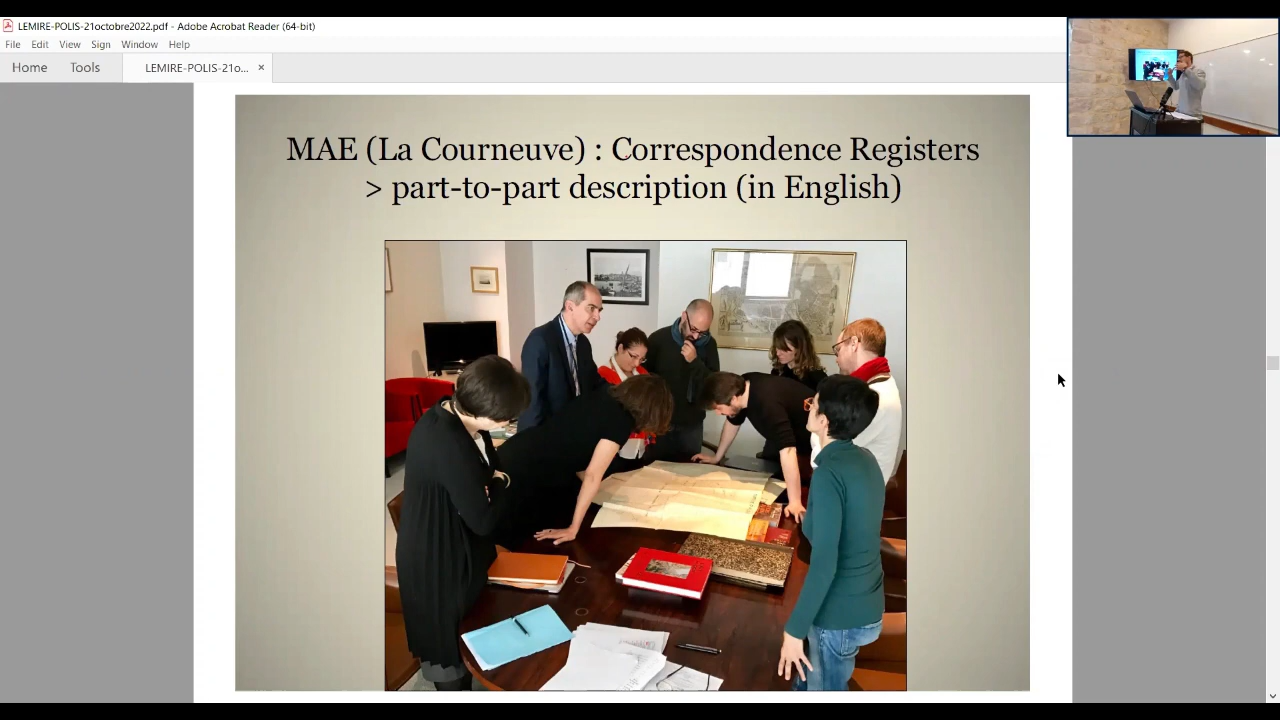 LEMIRE-POLIS-21octobre2022.pdf - Adobe Acrobat Reader (64-bit)
File Edit View Sign Window Help
Home Tools LEMIRE-POLIS-21o... ×
MAE (La Courneuve) : Correspondence Registers
> part-to-part description (in English)